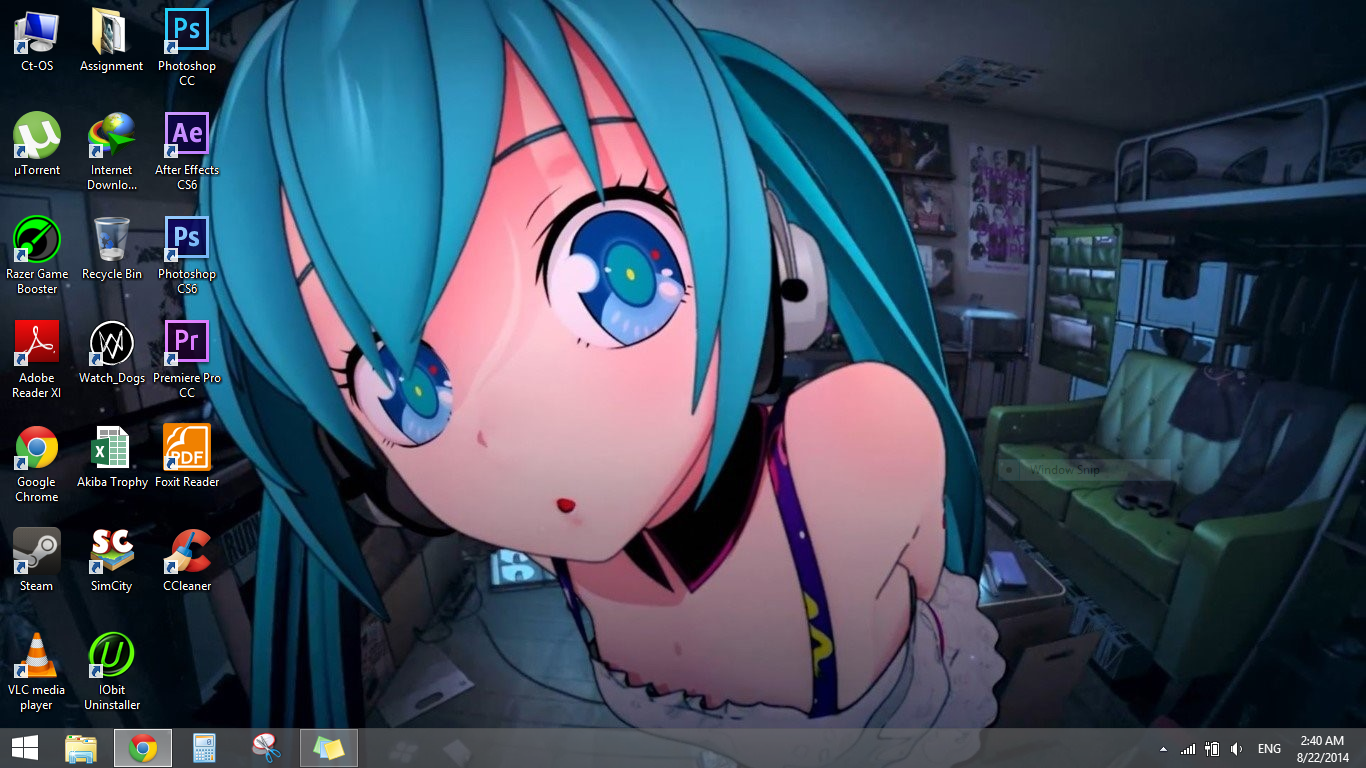 Ct-OS
Assignment
Ps
Photoshop
CC
µ
µTorrent
Internet
Downlo...
Ae
After Effects
CS6
Razer Game
Booster
Recycle Bin
Ps
Photoshop
CS6
Adobe
Reader XI
Watch_Dogs
Pr
Premiere Pro
CC
Google
Chrome
X
Akiba Trophy
PDF
Foxit Reader
Steam
SC
SimCity
CCleaner
VLC media
player
U
IObit
Uninstaller
Window Snip
ENG
2:40 AM
8/22/2014